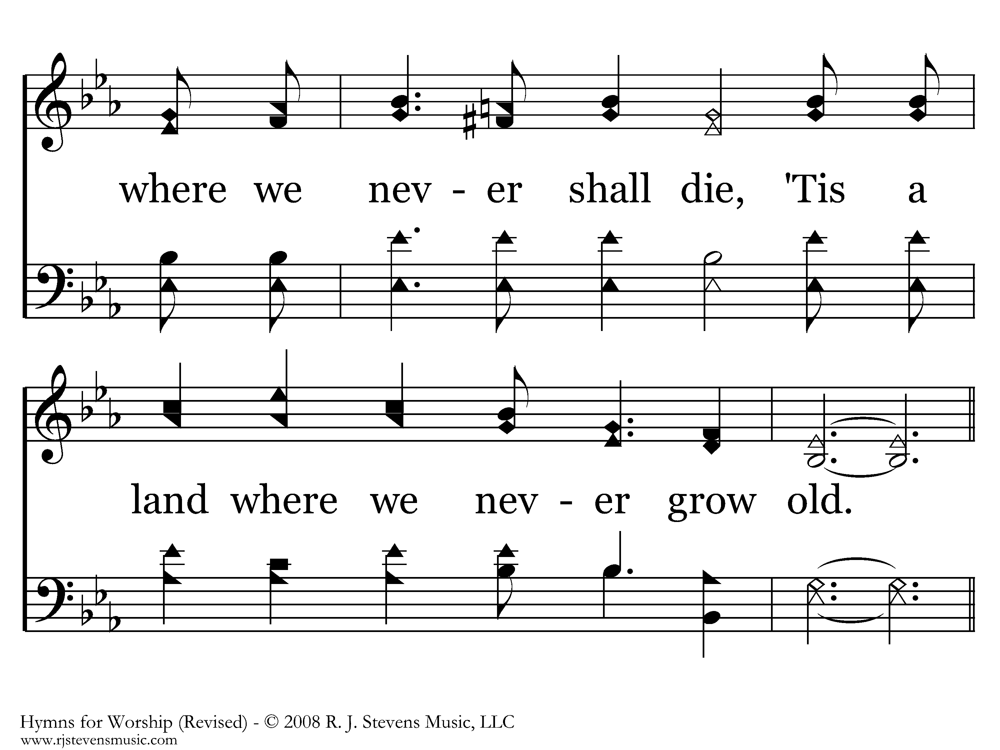 where we nev - er shall die, 'Tis a
land where we nev - er grow old.
Hymns for Worship (Revised) - © 2008 R. J. Stevens Music, LLC
www.rjstevensmusic.com